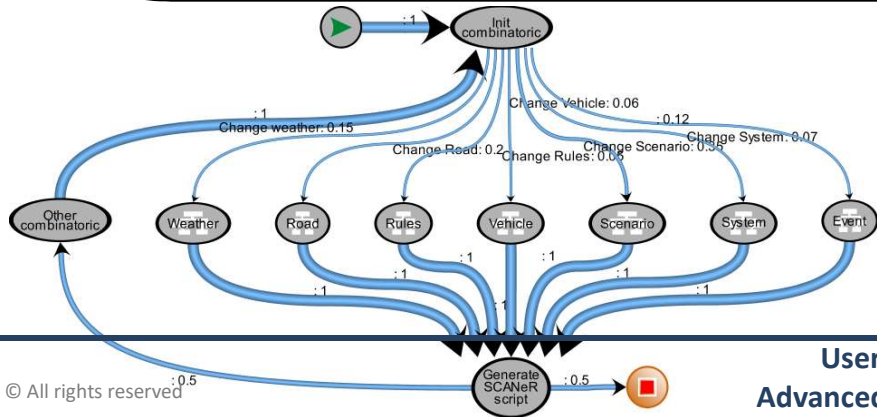 : 1
Init
combinatoric
: 1
Change weather: 0.15
Change Road: 0.2
Change Rules: 0.05
Change Vehicle: 0.06
Change Scenario: 0.35
: 0.12
Change System: 0.07
Other
combinatoric
Weather
Road
Rules
Vehicle
Scenario
System
Event
: 1
: 1
: 1
: 1
: 1
: 1
: 1
Generate
SCANeR
script
: 0.5
: 0.5
© All rights reserved
User
Advanced